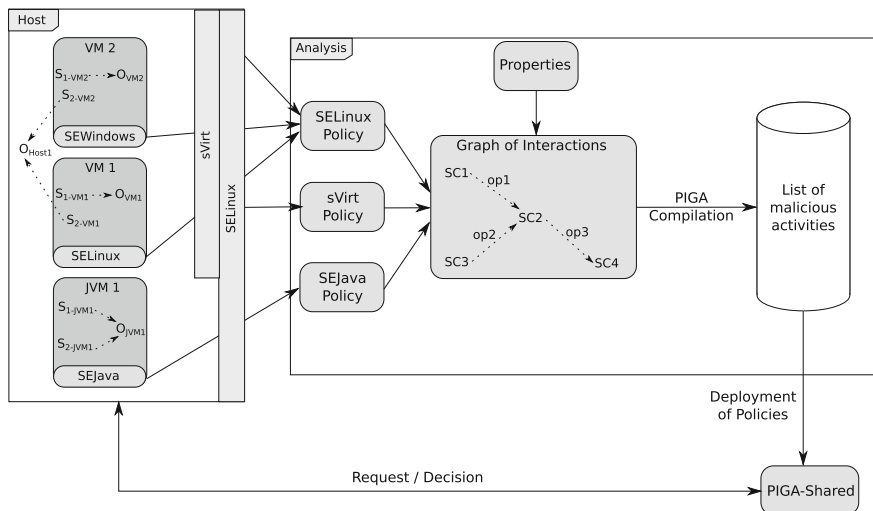 Host
VM 2
S1-VM2
OVM2
S2-VM2
SEWindows
OHost1
VM 1
S1-VM1
OVM1
S2-VM1
SELinux
JVM 1
S1-JVM1
OJVM1
S2-JVM1
SEJava
sVirt
SELinux
Analysis
Properties
SELinux
Policy
sVirt
Policy
SEJava
Policy
Graph of Interactions
SC1
op1
SC2
op2
op3
SC3
SC4
PIGA
Compilation
List of
malicious
activities
Deployment
of Policies
Request / Decision
PIGA-Shared